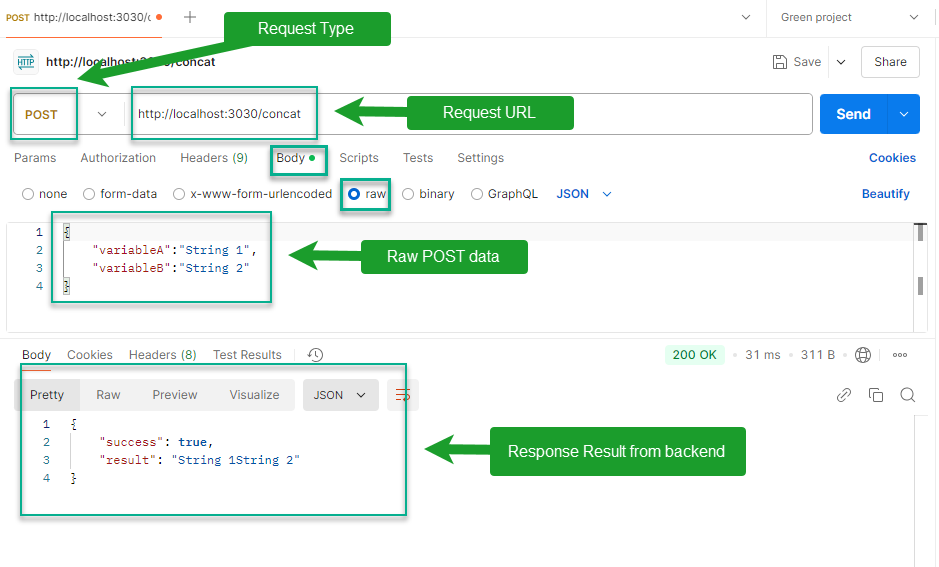 POST http://localhost:3030/c
Green project
Request Type
HTTP http://localhost:3030/concat
Save
Share
POST
http://localhost:3030/concat
Request URL
Send
Params Authorization Headers (9) Body Scripts Tests Settings Cookies
none form-data x-www-form-urlencoded raw binary GraphQL JSON Beautify
1 {
2 "variableA":"String 1",
3 "variableB":"String 2"
4 }
Raw POST data
Body Cookies Headers (8) Test Results 200 OK 31 ms 311 B
Pretty Raw Preview Visualize JSON
1 {
2 "success": true,
3 "result": "String 1String 2"
4 }
Response Result from backend